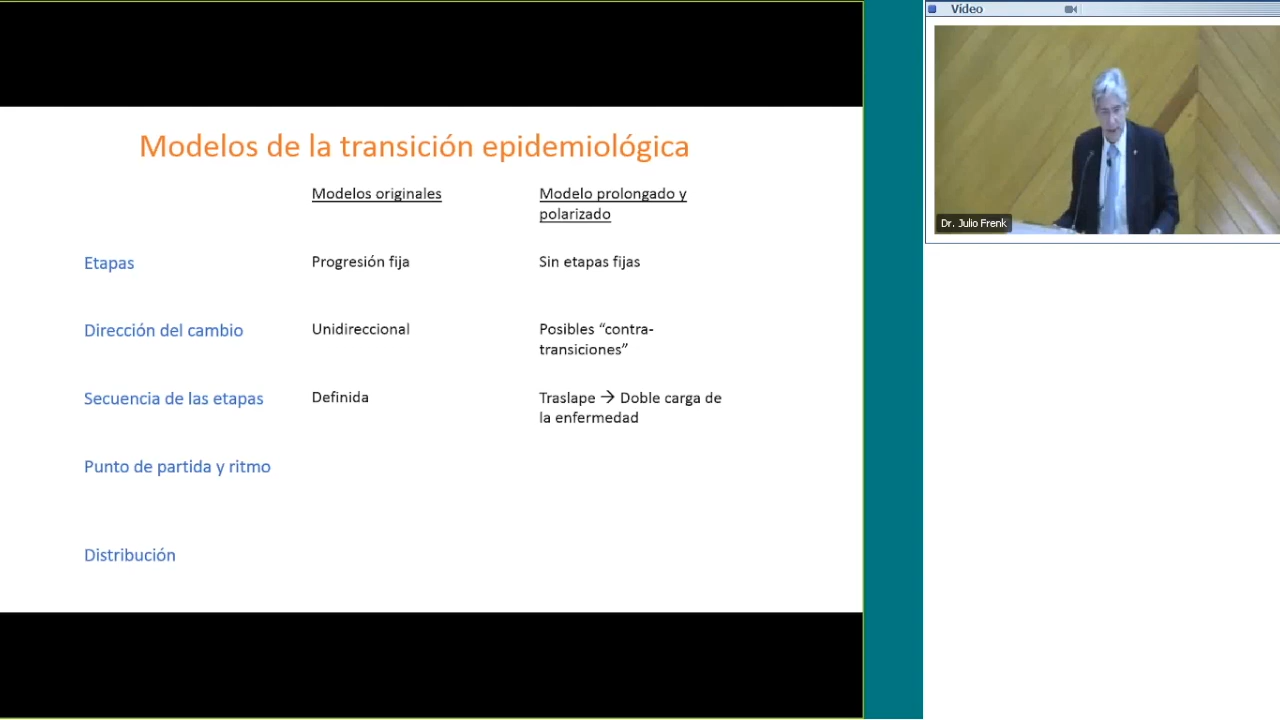 Vídeo
Dr. Julio Frenk
Modelos de la transición epidemiológica
Modelos originales
Modelo prolongado y
polarizado
Etapas
Progresión fija
Sin etapas fijas
Dirección del cambio
Unidireccional
Posibles “contra-
transiciones”
Secuencia de las etapas
Definida
Traslape → Doble carga de
la enfermedad
Punto de partida y ritmo
Distribución